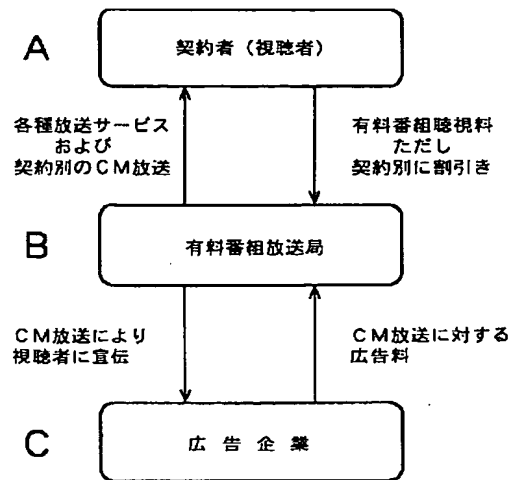 A
契約者（視聴者）
各種放送サービス
および
契約別のＣＭ放送
有料番組聴視料
ただし
契約別に割引き
B
有料番組放送局
ＣＭ放送により
視聴者に宣伝
ＣＭ放送に対する
広告料
C
広告企業